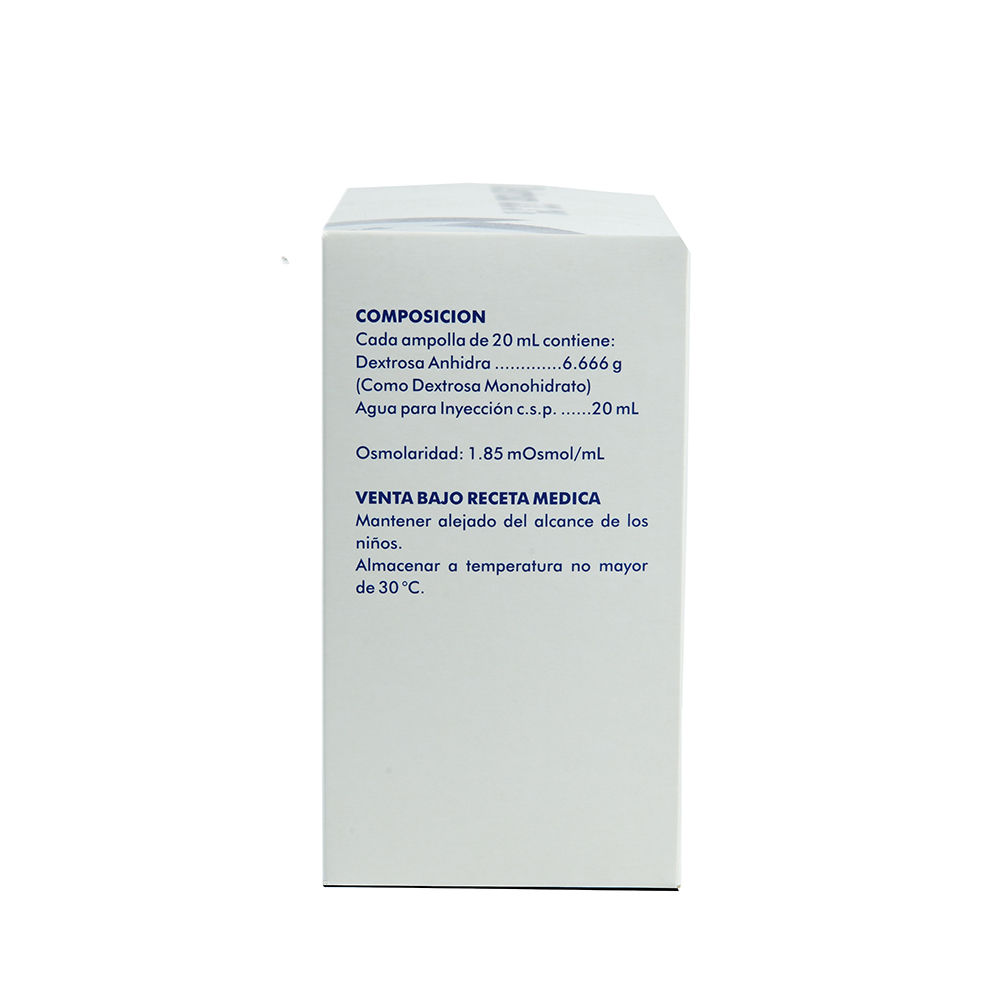 COMPOSICION
Cada ampolla de 20 mL contiene:
Dextrosa Anhidra .............6.666 g
(Como Dextrosa Monohidrato)
Agua para Inyección c.s.p. ......20 mL
Osmolaridad: 1.85 mOsmol/mL
VENTA BAJO RECETA MEDICA
Mantener alejado del alcance de los
niños.
Almacenar a temperatura no mayor
de 30 °C.